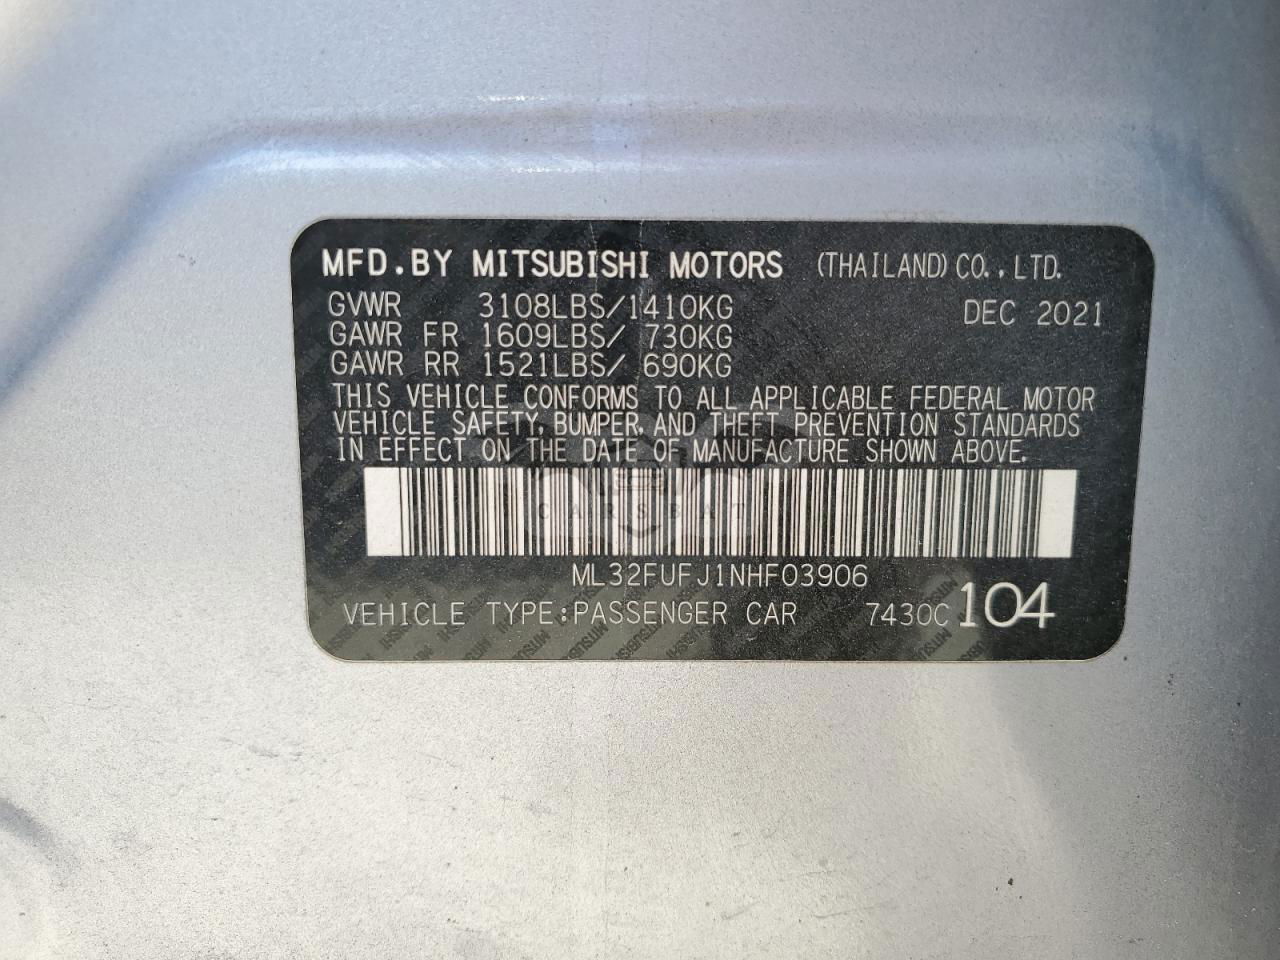 MFD.BY MITSUBISHI MOTORS (THAILAND) CO.,LTD.
GVWR 3108LBS/1410KG DEC 2021
GAWR FR 1609LBS/ 730KG
GAWR RR 1521LBS/ 690KG
THIS VEHICLE CONFORMS TO ALL APPLICABLE FEDERAL MOTOR
VEHICLE SAFETY, BUMPER, AND THEFT PREVENTION STANDARDS
IN EFFECT ON THE DATE OF MANUFACTURE SHOWN ABOVE.
CARSBAT
ML32FUFJ1NHF03906
VEHICLE TYPE:PASSENGER CAR 7430C 104